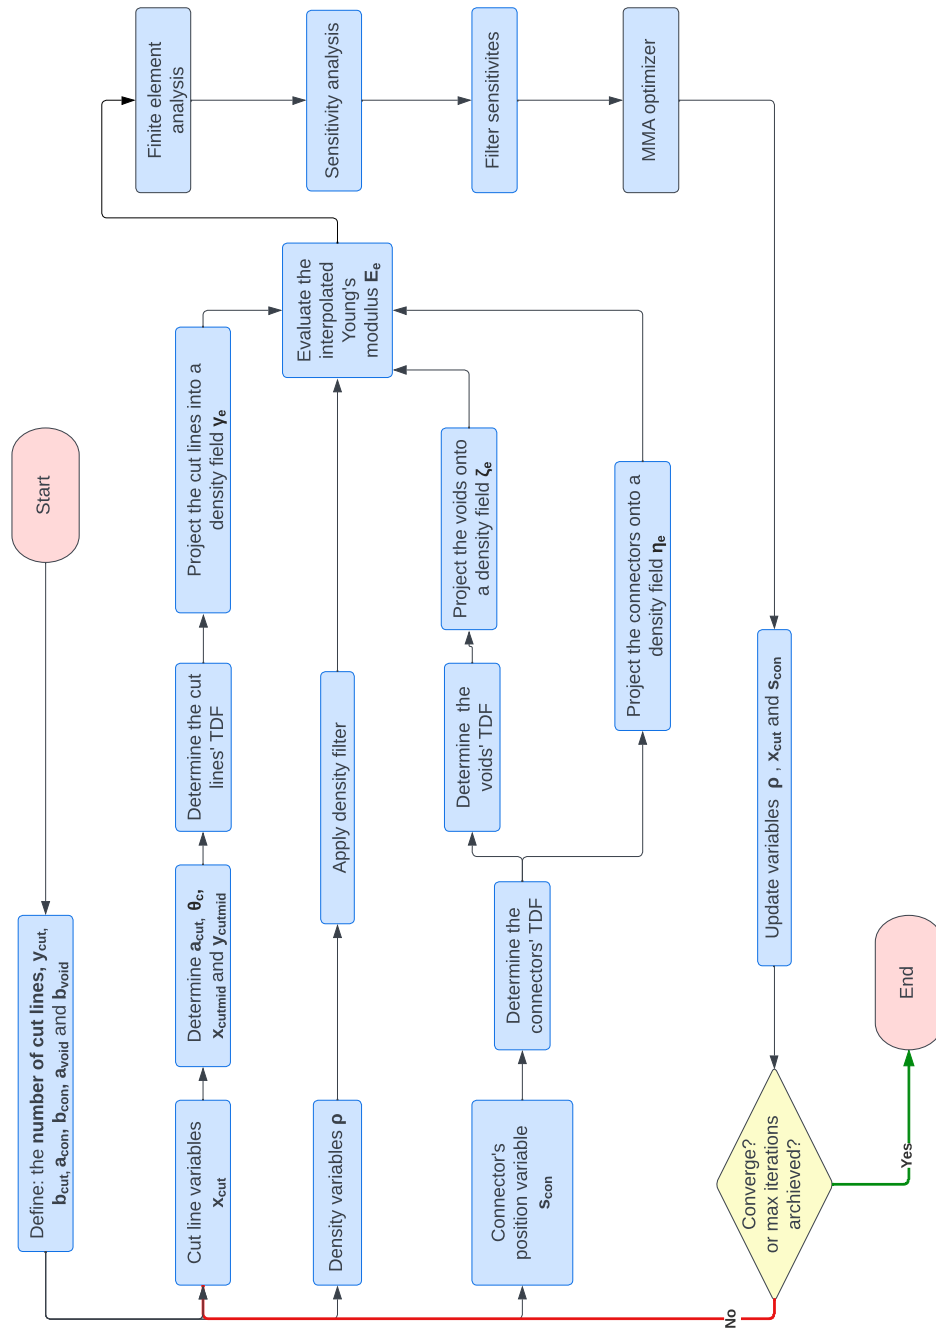 Start
Define: the number of cut lines, ycut,
bcut, acon, bcon, avoid and bvoid
Cut line variables
xcut
Determine acut, θc,
xcutmid and ycutmid
Determine the cut
lines' TDF
Project the cut lines into a
density field γe
Density variables ρ
Apply density filter
Connector's
position variable
scon
Determine the
connectors' TDF
Determine the
voids' TDF
Project the voids onto
a density field ζe
Project the connectors onto a
density field ηe
Evaluate the
interpolated
Young's
modulus Ee
Finite element
analysis
Sensitivity analysis
Filter sensitivites
MMA optimizer
Update variables ρ , xcut and scon
Converge?
or max iterations
archieved?
No
Yes
End